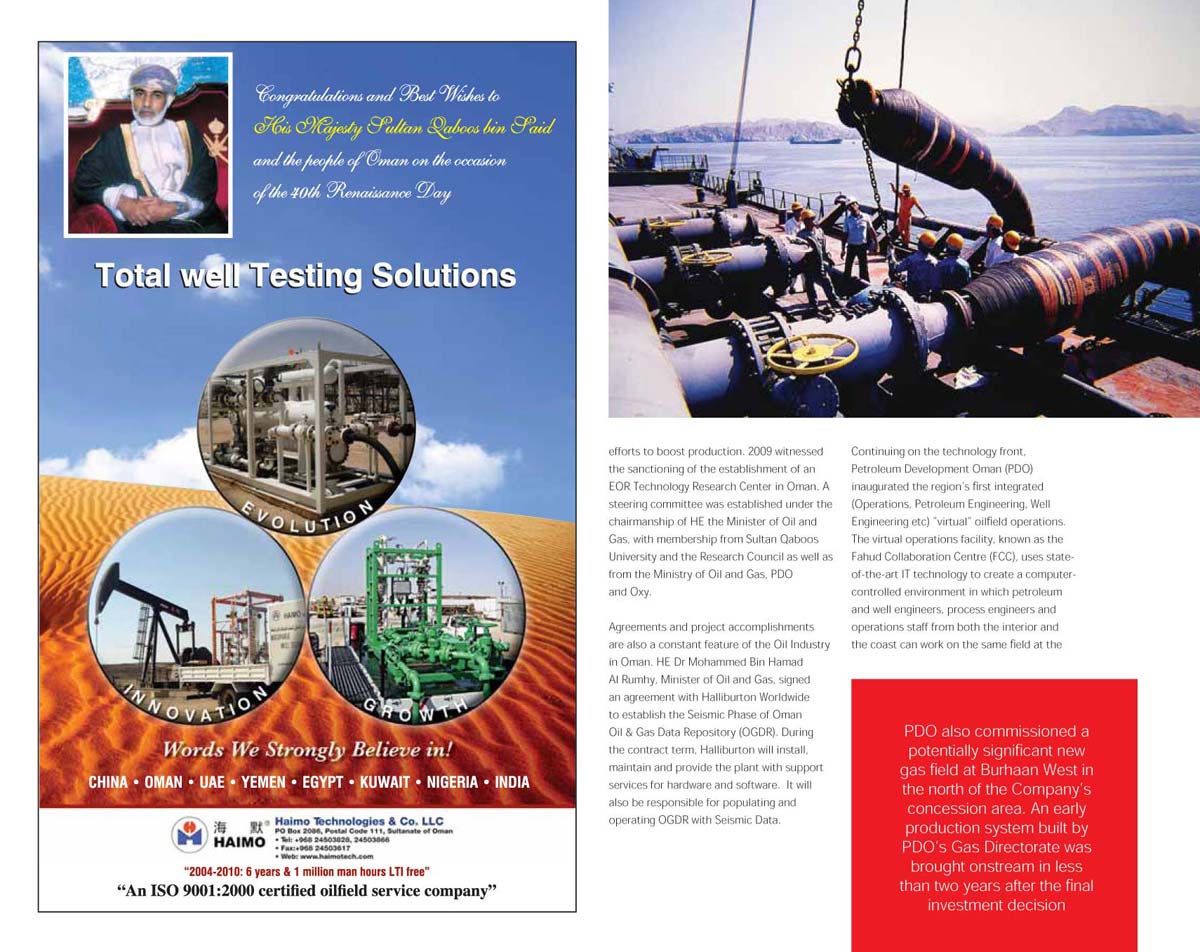 Congratulations and Best Wishes to
His Majesty Sultan Qaboos bin Said
and the people of Oman on the occasion
of the 40th Renaissance Day
Total well Testing Solutions
EVOLUTION
INNOVATION
GROWTH
HAIMO
Words We Strongly Believe in!
CHINA • OMAN • UAE • YEMEN • EGYPT • KUWAIT • NIGERIA • INDIA
海 默®
HAIMO
Haimo Technologies & Co. LLC
PO Box 2086, Postal Code 111, Sultanate of Oman
• Tel: +968 24503828, 24503866
• Fax:+968 24503617
• Web: www.haimotech.com
“2004-2010: 6 years & 1 million man hours LTI free”
“An ISO 9001:2000 certified oilfield service company”
efforts to boost production. 2009 witnessed
the sanctioning of the establishment of an
EOR Technology Research Center in Oman. A
steering committee was established under the
chairmanship of HE the Minister of Oil and
Gas, with membership from Sultan Qaboos
University and the Research Council as well as
from the Ministry of Oil and Gas, PDO
and Oxy.
Agreements and project accomplishments
are also a constant feature of the Oil Industry
in Oman. HE Dr Mohammed Bin Hamad
Al Rumhy, Minister of Oil and Gas, signed
an agreement with Halliburton Worldwide
to establish the Seismic Phase of Oman
Oil & Gas Data Repository (OGDR). During
the contract term, Halliburton will install,
maintain and provide the plant with support
services for hardware and software. It will
also be responsible for populating and
operating OGDR with Seismic Data.
Continuing on the technology front,
Petroleum Development Oman (PDO)
inaugurated the region’s first integrated
(Operations, Petroleum Engineering, Well
Engineering etc) “virtual” oilfield operations.
The virtual operations facility, known as the
Fahud Collaboration Centre (FCC), uses state-
of-the-art IT technology to create a computer-
controlled environment in which petroleum
and well engineers, process engineers and
operations staff from both the interior and
the coast can work on the same field at the
PDO also commissioned a
potentially significant new
gas field at Burhaan West in
the north of the Company’s
concession area. An early
production system built by
PDO’s Gas Directorate was
brought onstream in less
than two years after the final
investment decision